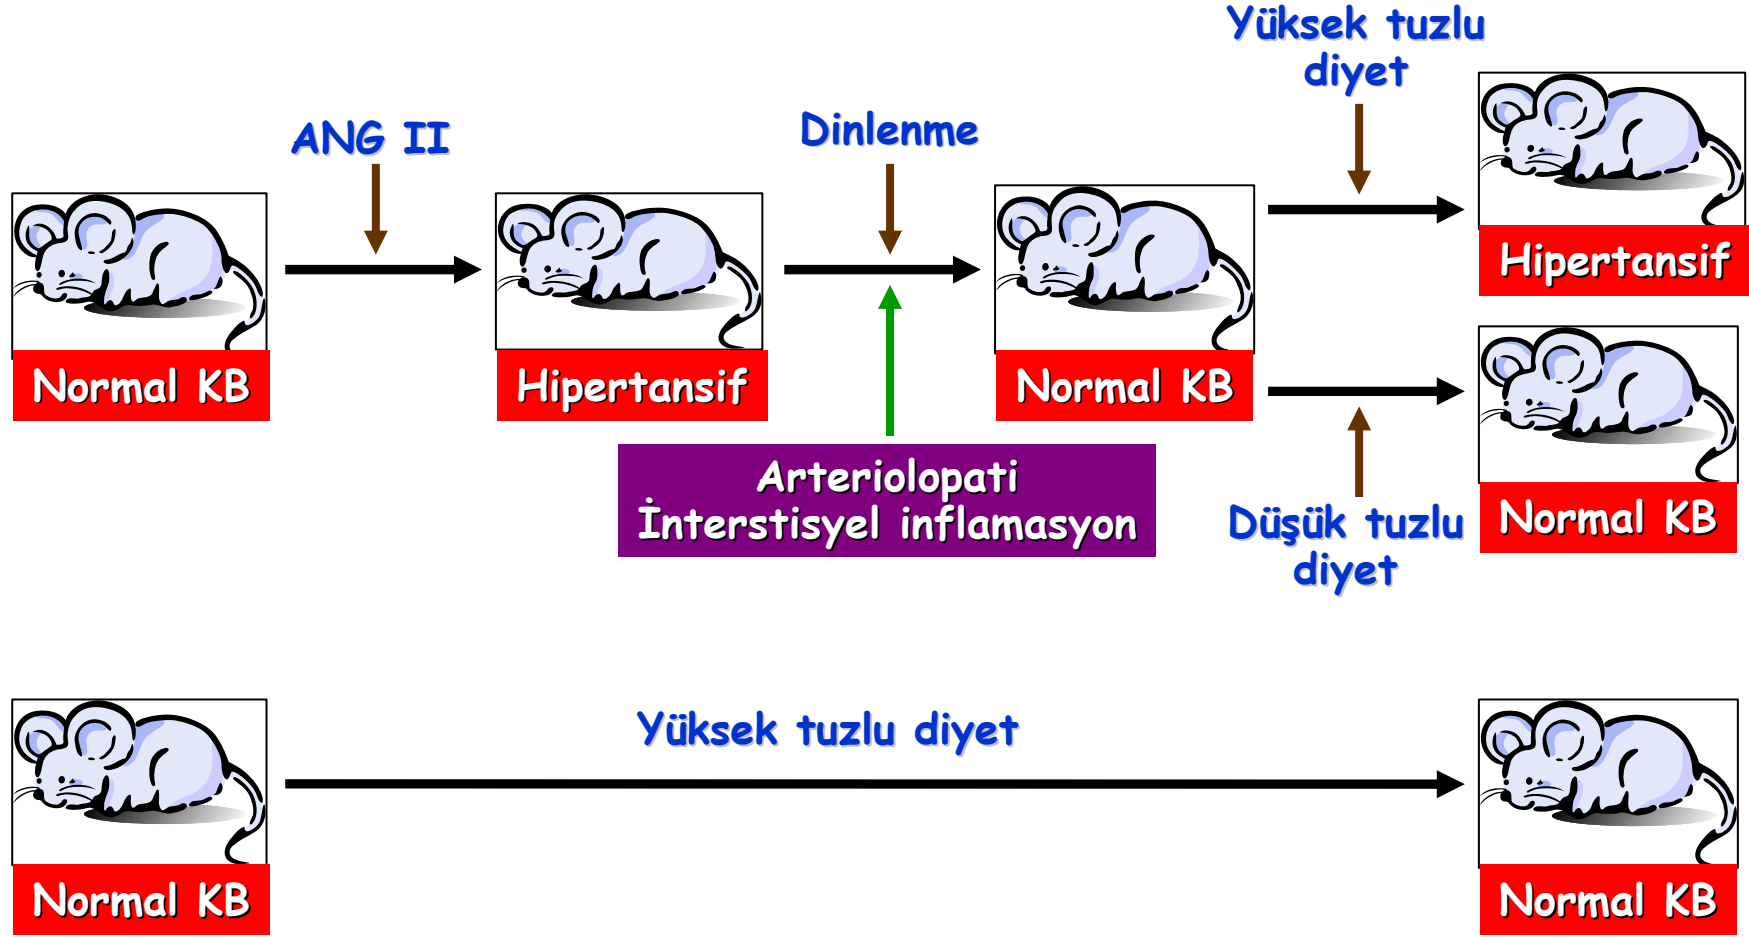 Yüksek tuzlu
diyet
ANG II
Dinlenme
Hipertansif
Normal KB
Hipertansif
Normal KB
Arteriolopati
İnterstisyel inflamasyon
Düşük tuzlu
diyet
Normal KB
Yüksek tuzlu diyet
Normal KB
Normal KB